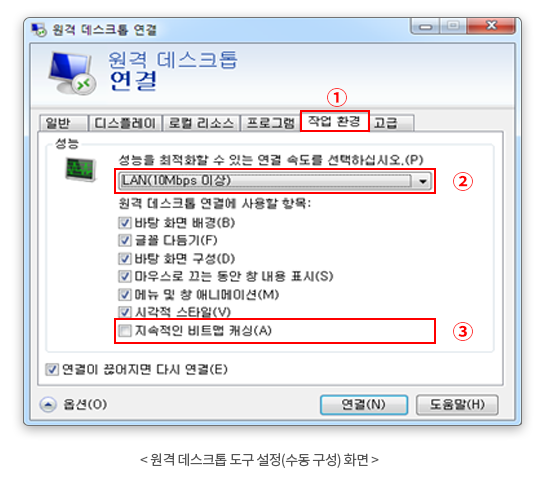 원격 데스크톱 연결
원격 데스크톱
연결
①
일반 디스플레이 로컬 리소스 프로그램 작업 환경 고급
성능
성능을 최적화할 수 있는 연결 속도를 선택하십시오.(P)
LAN(10Mbps 이상) ②
원격 데스크톱 연결에 사용할 항목:
바탕 화면 배경(B)
글꼴 다듬기(F)
바탕 화면 구성(D)
마우스로 끄는 동안 창 내용 표시(S)
메뉴 및 창 애니메이션(M)
시각적 스타일(V)
지속적인 비트맵 캐싱(A) ③
연결이 끊어지면 다시 연결(E)
옵션(O) 연결(N) 도움말(H)
< 원격 데스크톱 도구 설정(수동 구성) 화면 >